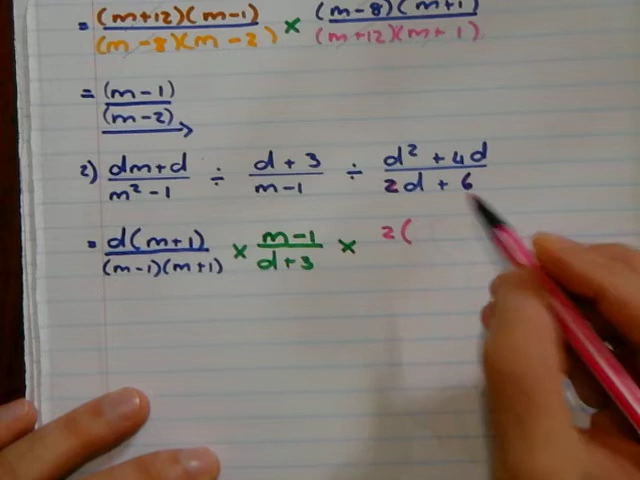 = (m+12)(m-1)/(m-8)(m-2) × (m-8)(m+1)/(m+12)(m+1)
= (m-1)/(m-2)
2) dm+d/m²-1 ÷ d+3/m-1 ÷ d²+4d/2d+6
= d(m+1)/(m-1)(m+1) × m-1/d+3 × 2(